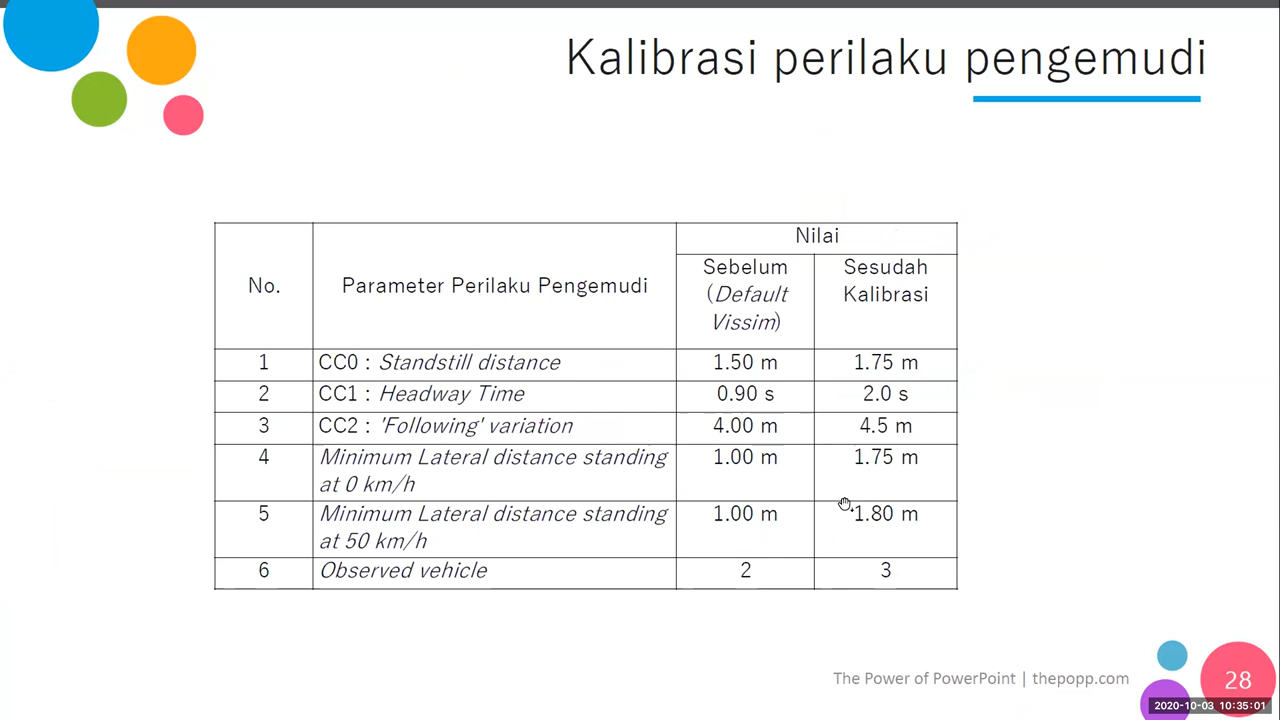 Kalibrasi perilaku pengemudi
No.
Parameter Perilaku Pengemudi
Nilai
Sebelum
(Default
Vissim)
Sesudah
Kalibrasi
1 CC0 : Standstill distance 1.50 m 1.75 m
2 CC1 : Headway Time 0.90 s 2.0 s
3 CC2 : 'Following' variation 4.00 m 4.5 m
4 Minimum Lateral distance standing 1.00 m 1.75 m
at 0 km/h
5 Minimum Lateral distance standing 1.00 m 1.80 m
at 50 km/h
6 Observed vehicle 2 3
The Power of PowerPoint | thepopp.com
28
2020-10-03 10:35:01